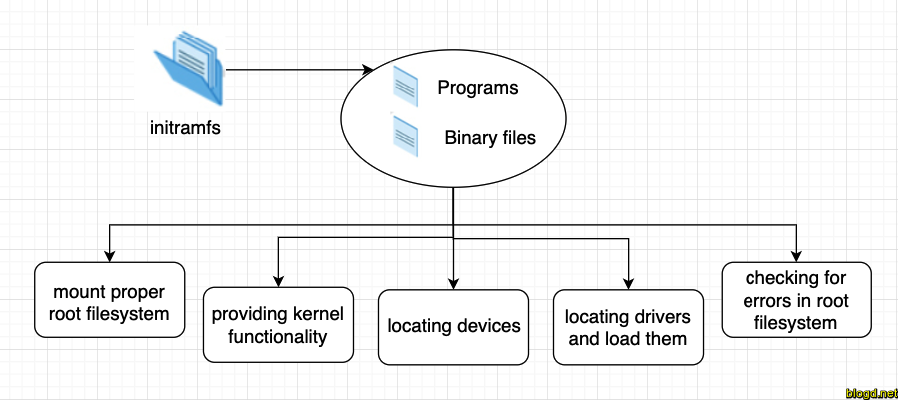 initramfs
Programs
Binary files
mount proper
root filesystem
providing kernel
functionality
locating devices
locating drivers
and load them
checking for
errors in root
filesystem
blogd.net